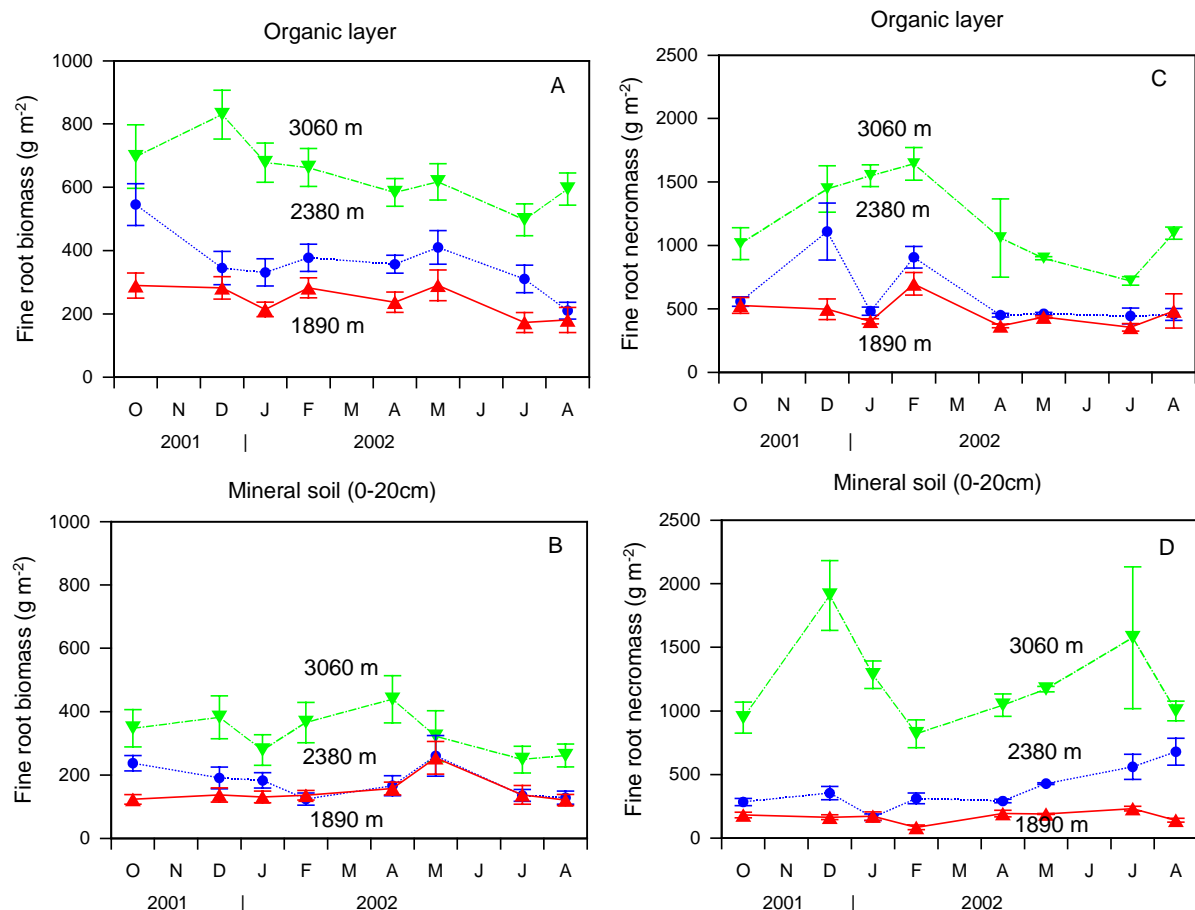 Organic layer
1000
800
600
400
200
0
Fine root biomass (g m-2)
A
3060 m
2380 m
1890 m
O N D J F M A M J J A
2001 | 2002
Organic layer
2500
2000
1500
1000
500
0
Fine root necromass (g m-2)
C
3060 m
2380 m
1890 m
O N D J F M A M J J A
2001 | 2002
Mineral soil (0-20cm)
1000
800
600
400
200
0
Fine root biomass (g m-2)
B
3060 m
2380 m
1890 m
O N D J F M A M J J A
2001 | 2002
Mineral soil (0-20cm)
2500
2000
1500
1000
500
0
Fine root necromass (g m-2)
D
3060 m
2380 m
1890 m
O N D J F M A M J J A
2001 | 2002